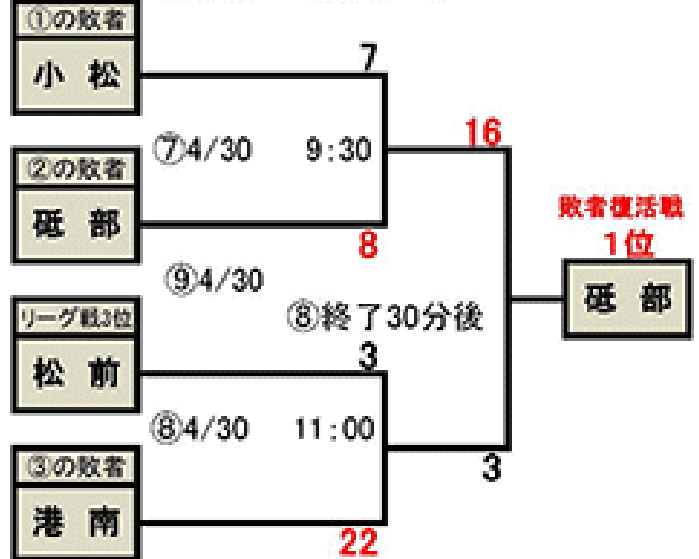 ①の敗者
小 松
7
⑦4/30 9:30
16
②の敗者
砥 部
8
敗者復活戦
1位
砥 部
⑨4/30
⑧終了30分後
リーグ戦3位
松 前
3
⑧4/30 11:00
3
③の敗者
港 南
22